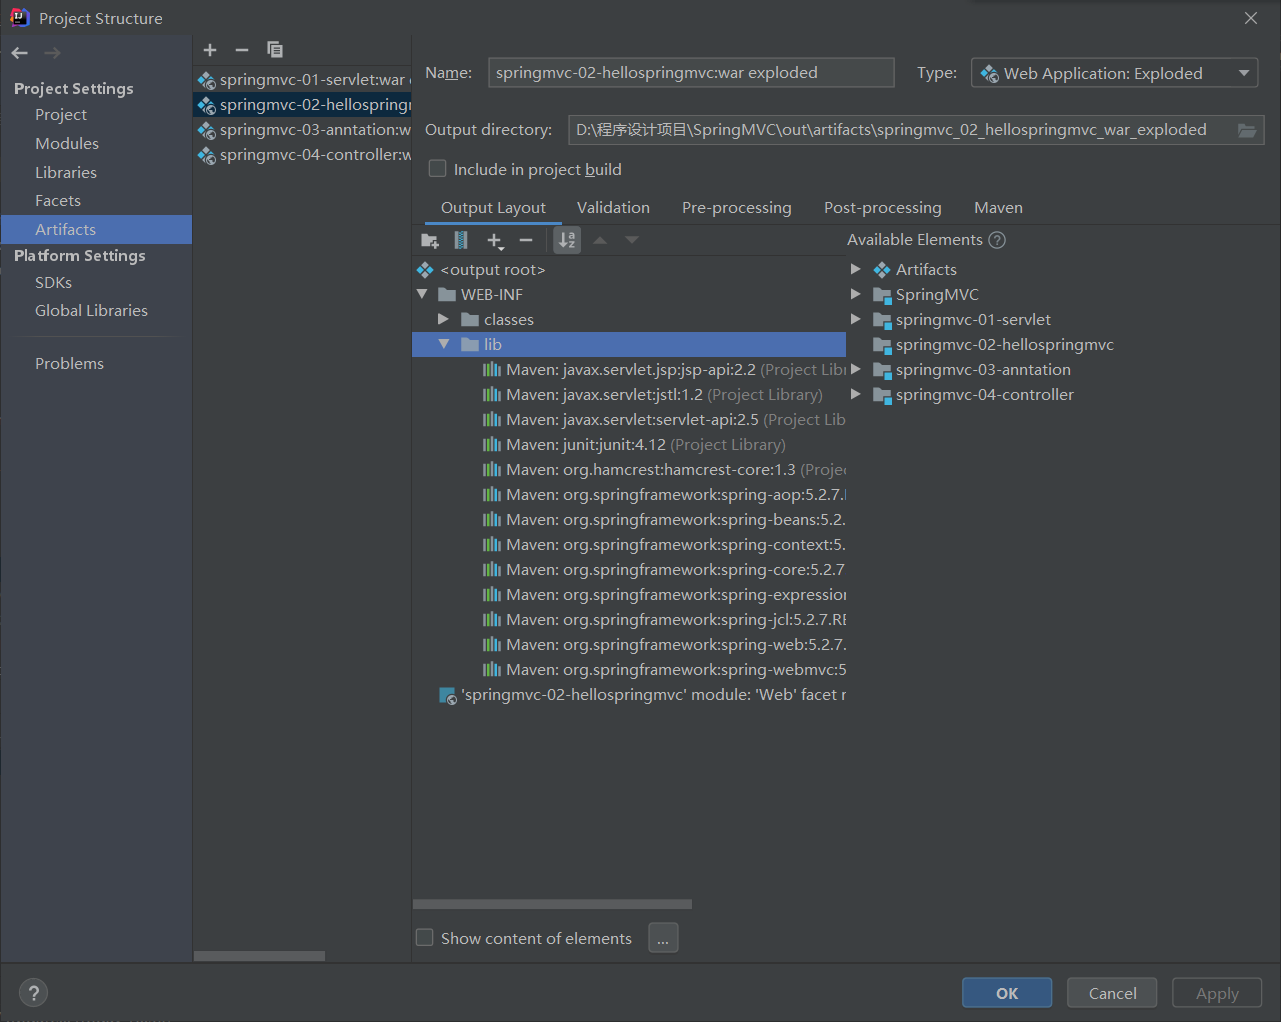 Project Structure
Project Settings
Project
Modules
Libraries
Facets
Artifacts
Platform Settings
SDKs
Global Libraries
Problems
springmvc-01-servlet:war
springmvc-02-hellospringm
springmvc-03-anntation:w
springmvc-04-controller:w
Name: springmvc-02-hellospringmvc:war exploded Type: Web Application: Exploded
Output directory: D:\程序设计项目\SpringMVC\out\artifacts\springmvc_02_hellospringmvc_war_exploded
Include in project build
Output Layout Validation Pre-processing Post-processing Maven
<output root>
WEB-INF
classes
lib
Maven: javax.servlet.jsp:jsp-api:2.2 (Project Libr
Maven: javax.servlet:jstl:1.2 (Project Library)
Maven: javax.servlet:servlet-api:2.5 (Project Lib
Maven: junit:junit:4.12 (Project Library)
Maven: org.hamcrest:hamcrest-core:1.3 (Projec
Maven: org.springframework:spring-aop:5.2.7.
Maven: org.springframework:spring-beans:5.2.
Maven: org.springframework:spring-context:5.
Maven: org.springframework:spring-core:5.2.7
Maven: org.springframework:spring-expression
Maven: org.springframework:spring-jcl:5.2.7.RE
Maven: org.springframework:spring-web:5.2.7.
Maven: org.springframework:spring-webmvc:5
'springmvc-02-hellospringmvc' module: 'Web' facet r
Available Elements ?
Artifacts
SpringMVC
springmvc-01-servlet
springmvc-02-hellospringmvc
springmvc-03-anntation
springmvc-04-controller
Show content of elements ...
? OK Cancel Apply